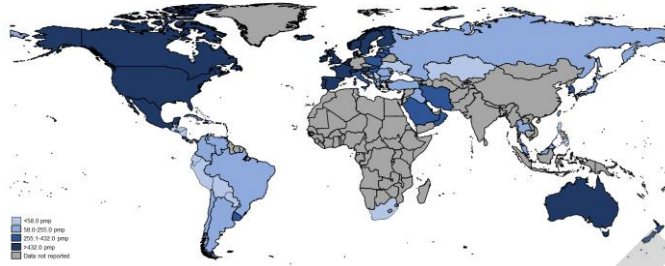 <58.0 pmp
58.0-255.0 pmp
255.1-432.0 pmp
>432.0 pmp
Data not reported